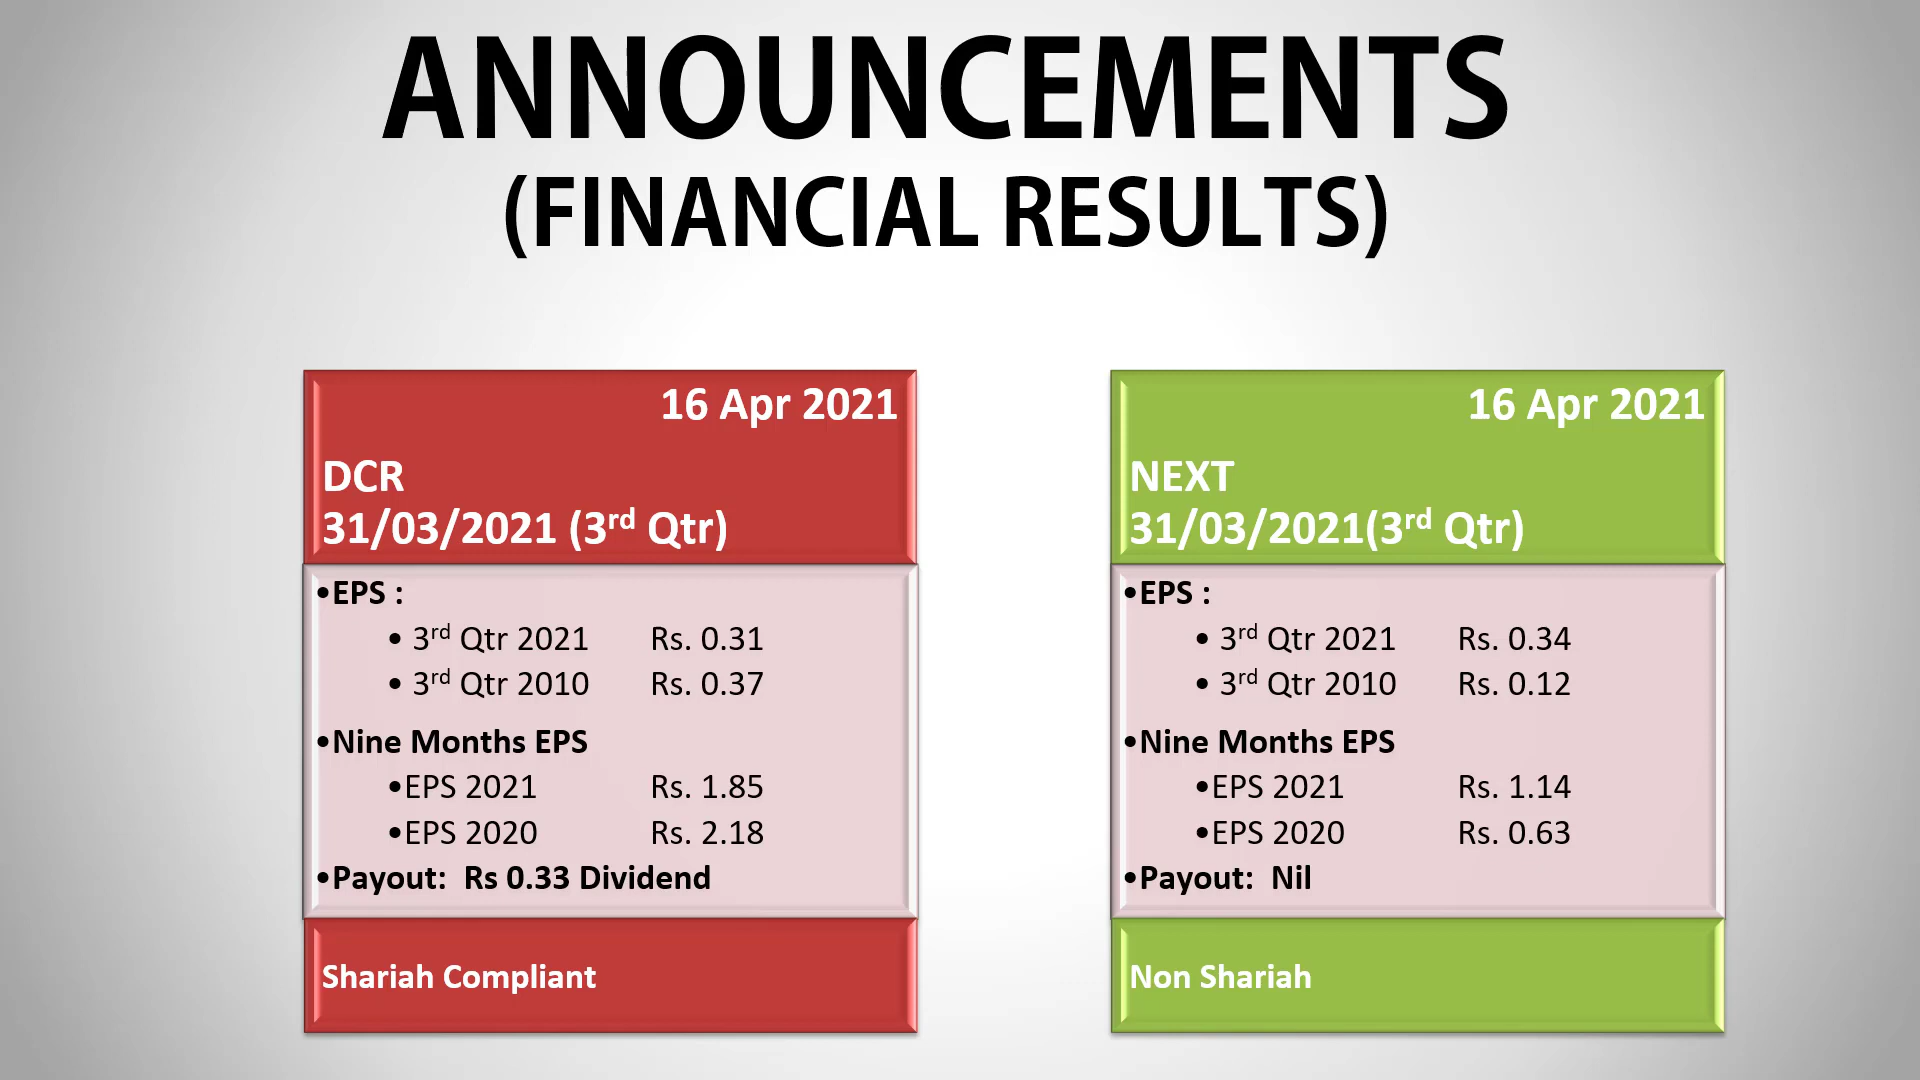 ANNOUNCEMENTS
(FINANCIAL RESULTS)
16 Apr 2021
DCR
31/03/2021 (3rd Qtr)
•EPS :
• 3rd Qtr 2021 Rs. 0.31
• 3rd Qtr 2010 Rs. 0.37
•Nine Months EPS
•EPS 2021 Rs. 1.85
•EPS 2020 Rs. 2.18
•Payout: Rs 0.33 Dividend
Shariah Compliant
16 Apr 2021
NEXT
31/03/2021(3rd Qtr)
•EPS :
• 3rd Qtr 2021 Rs. 0.34
• 3rd Qtr 2010 Rs. 0.12
•Nine Months EPS
•EPS 2021 Rs. 1.14
•EPS 2020 Rs. 0.63
•Payout: Nil
Non Shariah